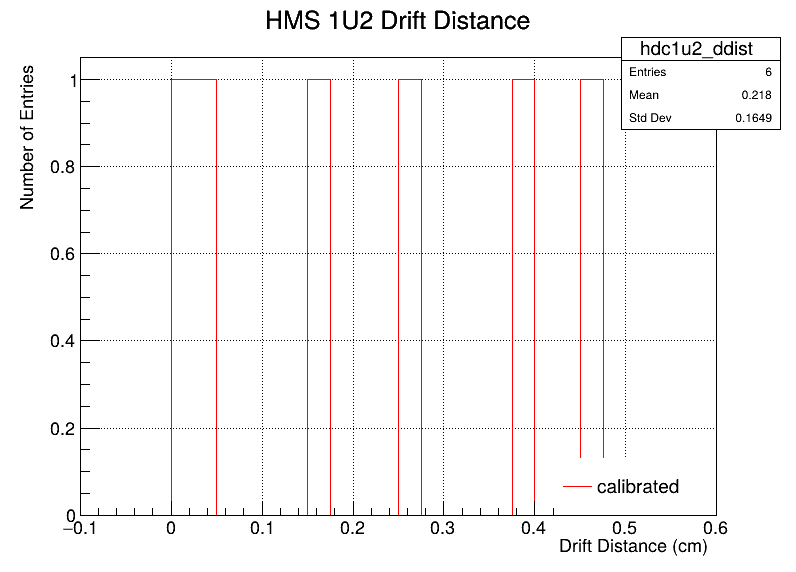 HMS 1U2 Drift Distance
hdc1u2_ddist
Entries 6
Mean 0.218
Std Dev 0.1649
Number of Entries
1
0.8
0.6
0.4
0.2
0
−0.1 0 0.1 0.2 0.3 0.4 0.5 0.6
calibrated
Drift Distance (cm)